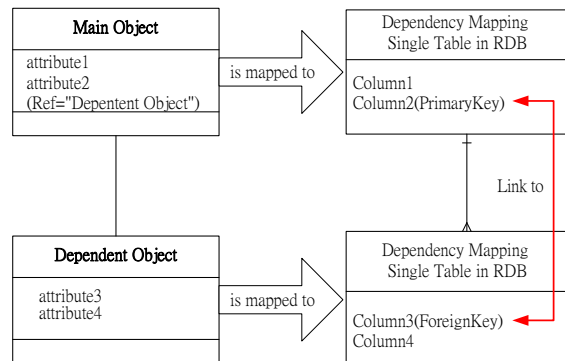 Main Object
attribute1
attribute2
(Ref="Depentent Object")
is mapped to
Dependency Mapping
Single Table in RDB
Column1
Column2(PrimaryKey)
Link to
Dependent Object
attribute3
attribute4
is mapped to
Dependency Mapping
Single Table in RDB
Column3(ForeignKey)
Column4